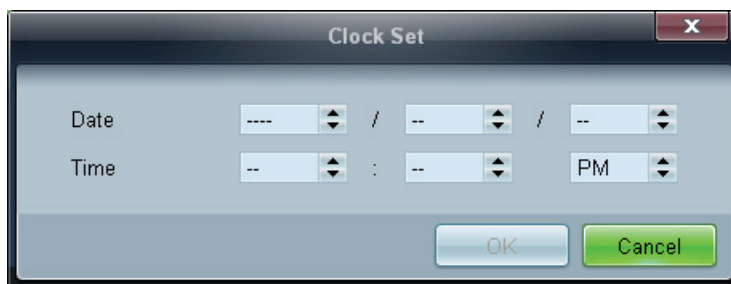 Clock Set
x
Date ---- / -- / --
Time -- : -- PM
OK Cancel